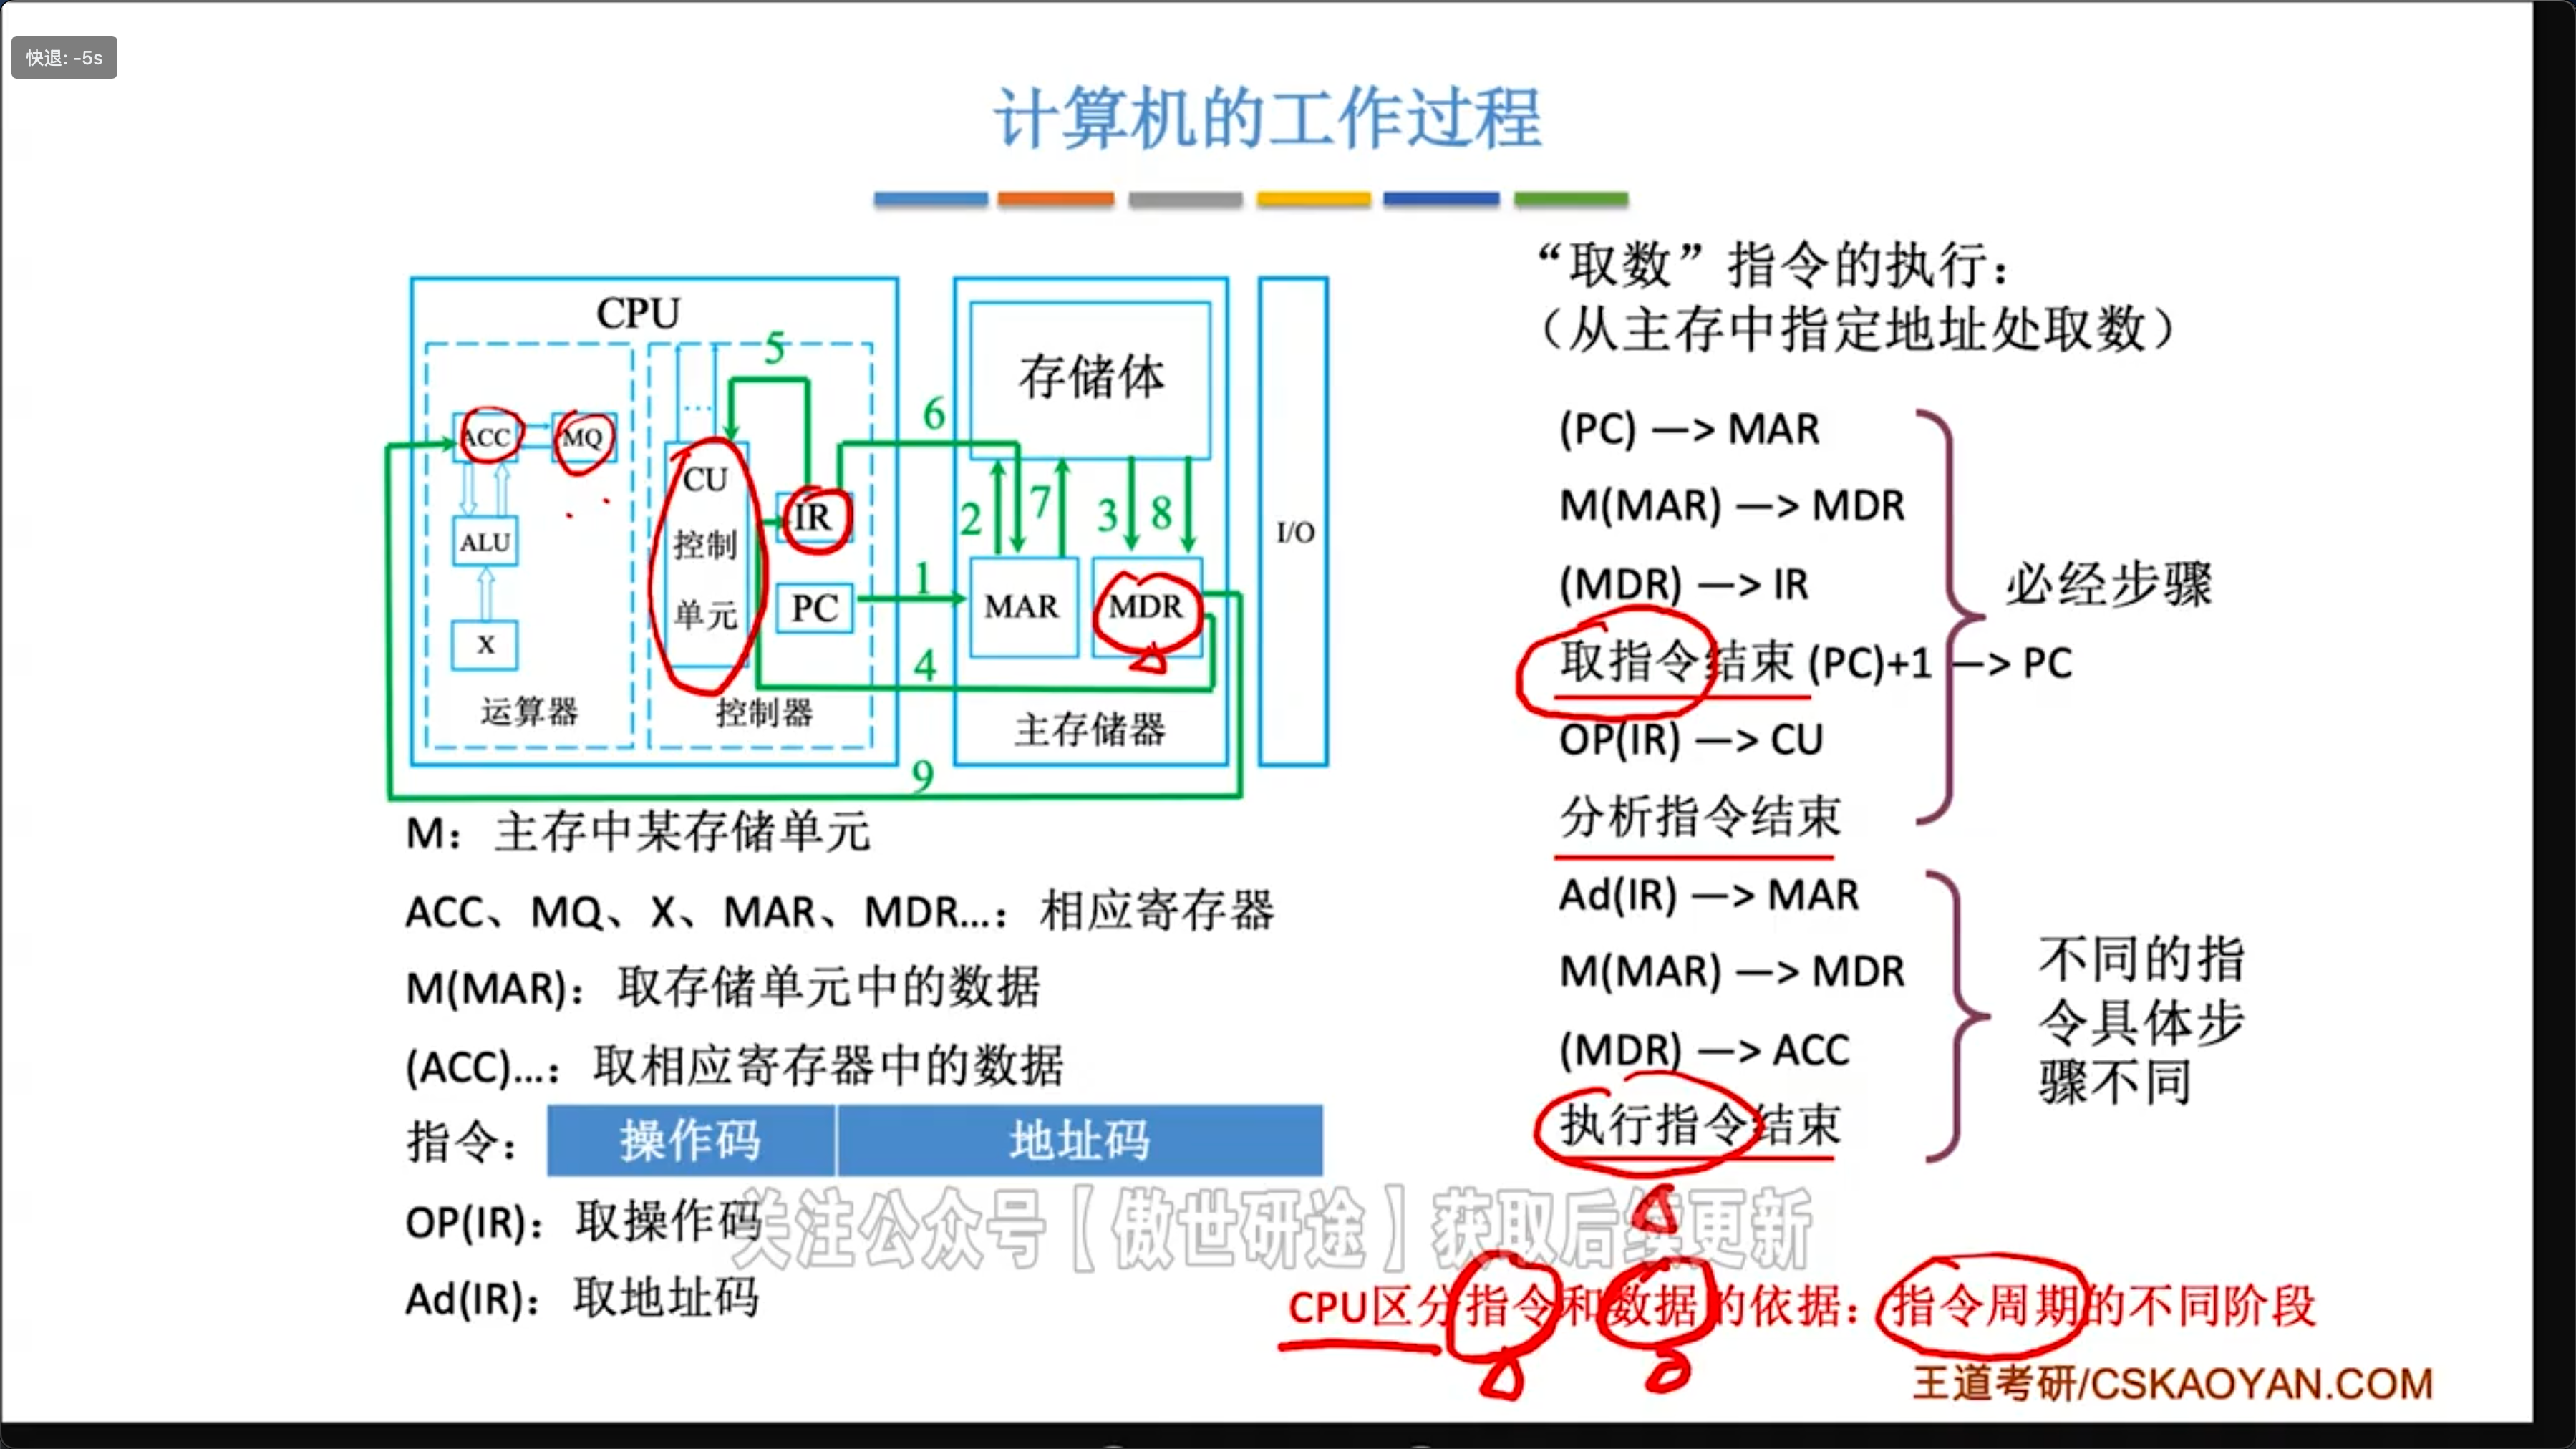 快退: -5s
计算机的工作过程
CPU
ACC
MQ
ALU
X
运算器
5
...
CU
控制
单元
IR
PC
控制器
6
1
4
9
存储体
2
7
3
8
MAR
MDR
主存储器
I/O
M：主存中某存储单元
ACC、MQ、X、MAR、MDR...：相应寄存器
M(MAR)：取存储单元中的数据
(ACC)...：取相应寄存器中的数据
指令：
操作码
地址码
OP(IR)：取操作码
Ad(IR)：取地址码
“取数”指令的执行：
（从主存中指定地址处取数）
(PC) —> MAR
M(MAR) —> MDR
(MDR) —> IR
取指令结束 (PC)+1 —> PC
OP(IR) —> CU
分析指令结束
必经步骤
Ad(IR) —> MAR
M(MAR) —> MDR
(MDR) —> ACC
执行指令结束
不同的指
令具体步
骤不同
关注公众号【傲世研途】获取后续更新
CPU区分指令和数据的依据：指令周期的不同阶段
王道考研/CSKAOYAN.COM